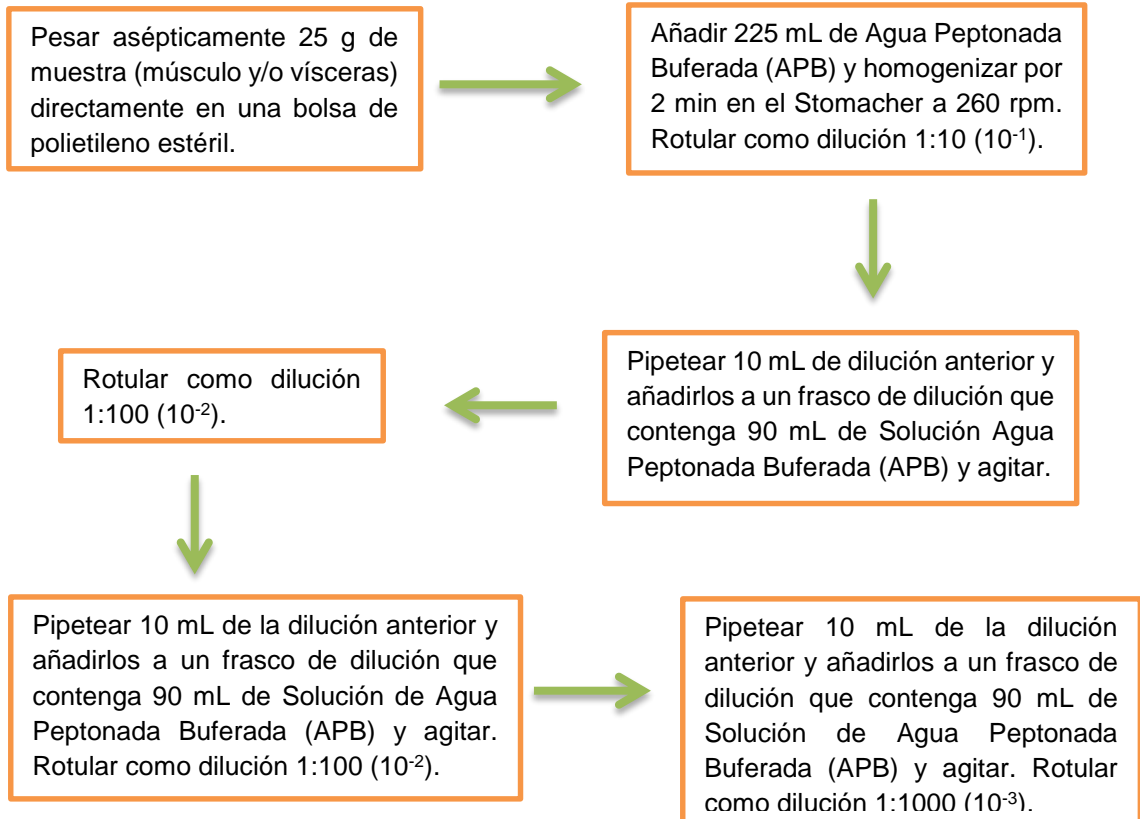 Pesar asépticamente 25 g de
muestra (músculo y/o vísceras)
directamente en una bolsa de
polietileno estéril.
Añadir 225 mL de Agua Peptonada
Buferada (APB) y homogenizar por
2 min en el Stomacher a 260 rpm.
Rotular como dilución 1:10 (10⁻¹).
Pipetear 10 mL de dilución anterior y
añadirlos a un frasco de dilución que
contenga 90 mL de Solución Agua
Peptonada Buferada (APB) y agitar.
Rotular como dilución
1:100 (10⁻²).
Pipetear 10 mL de la dilución anterior y
añadirlos a un frasco de dilución que
contenga 90 mL de Solución de Agua
Peptonada Buferada (APB) y agitar.
Rotular como dilución 1:100 (10⁻²).
Pipetear 10 mL de la dilución
anterior y añadirlos a un frasco de
dilución que contenga 90 mL de
Solución de Agua Peptonada
Buferada (APB) y agitar. Rotular
como dilución 1:1000 (10⁻³).